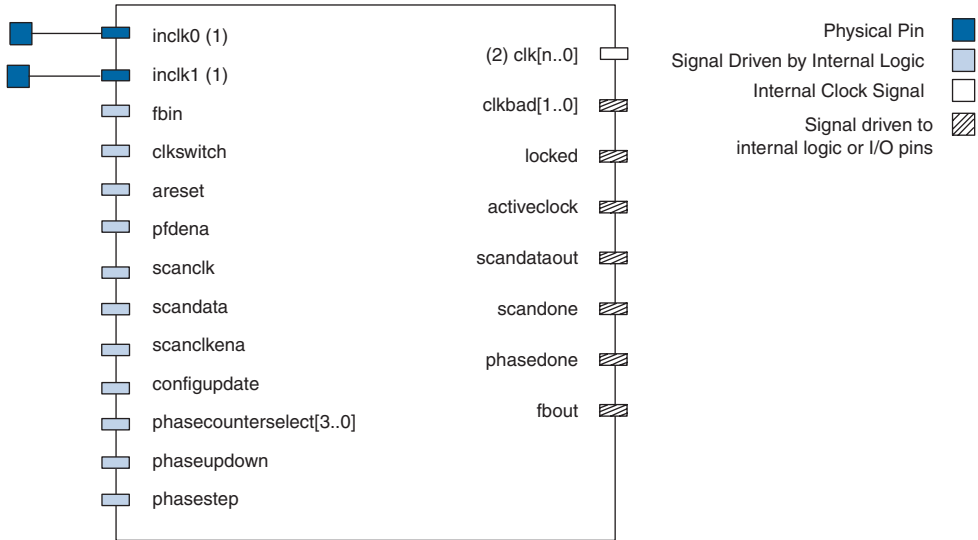 inclk0 (1)
inclk1 (1)
fbin
clkswitch
areset
pfdena
scanclk
scandata
scanclkena
configupdate
phasecounterselect[3..0]
phaseupdown
phasestep
(2) clk[n..0]
clkbad[1..0]
locked
activeclock
scandataout
scandone
phasedone
fbout
Physical Pin
Signal Driven by Internal Logic
Internal Clock Signal
Signal driven to
internal logic or I/O pins